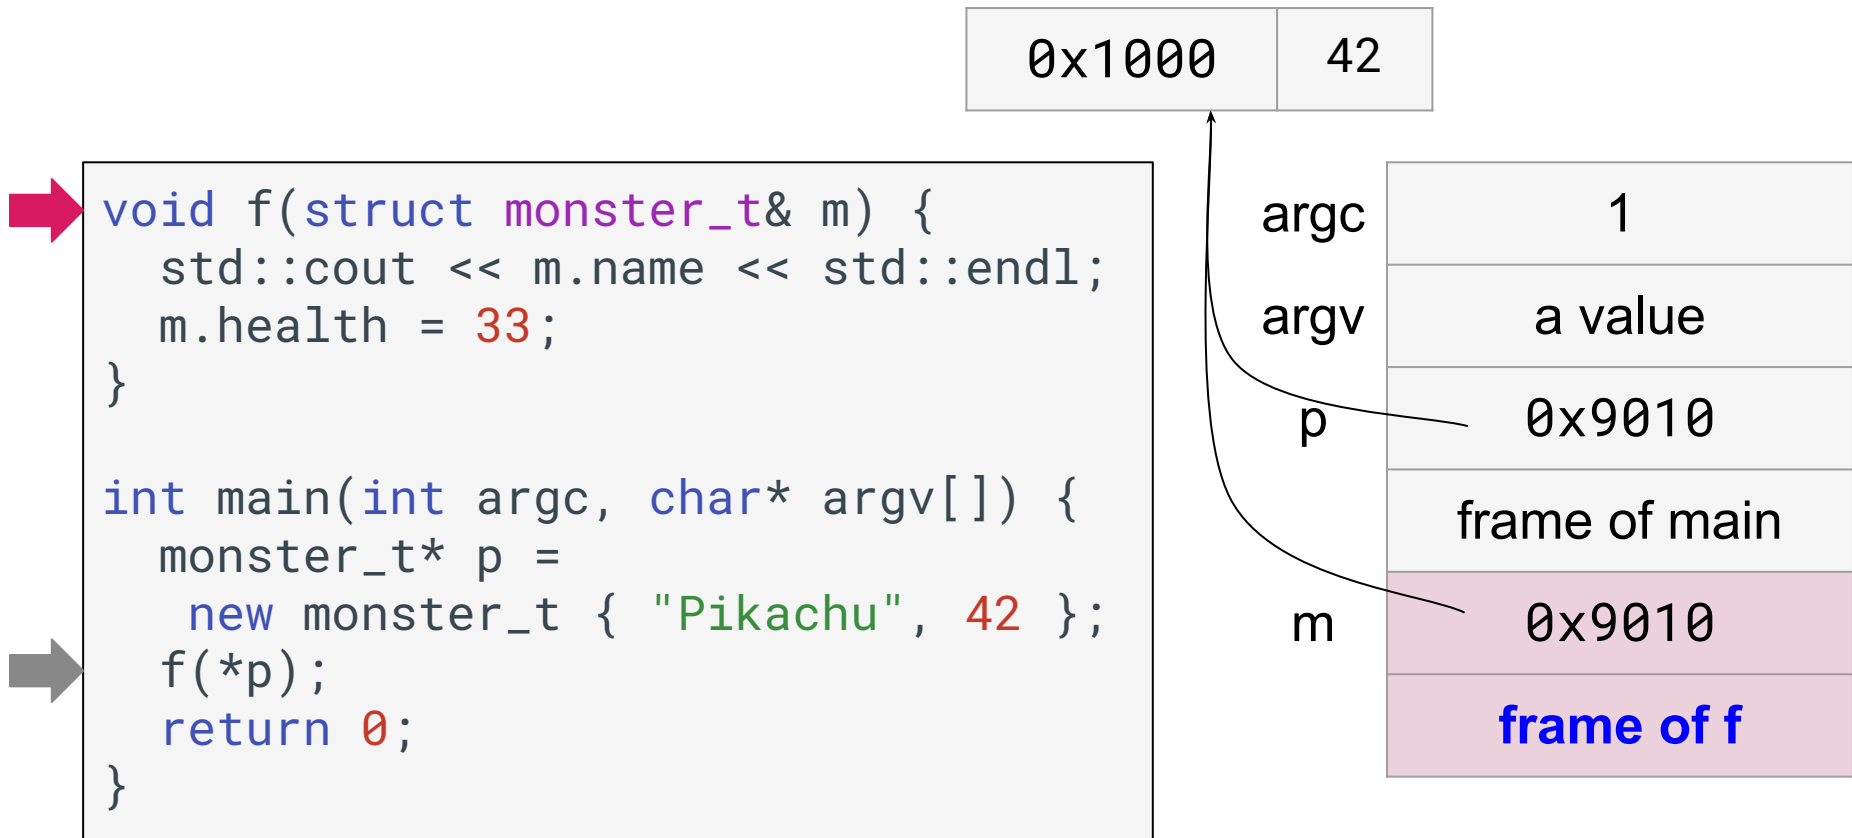 0x1000 42
void f(struct monster_t& m) {
  std::cout << m.name << std::endl;
  m.health = 33;
}

int main(int argc, char* argv[]) {
  monster_t* p =
   new monster_t { "Pikachu", 42 };
  f(*p);
  return 0;
}
argc 1
argv a value
p 0x9010
frame of main
m 0x9010
frame of f